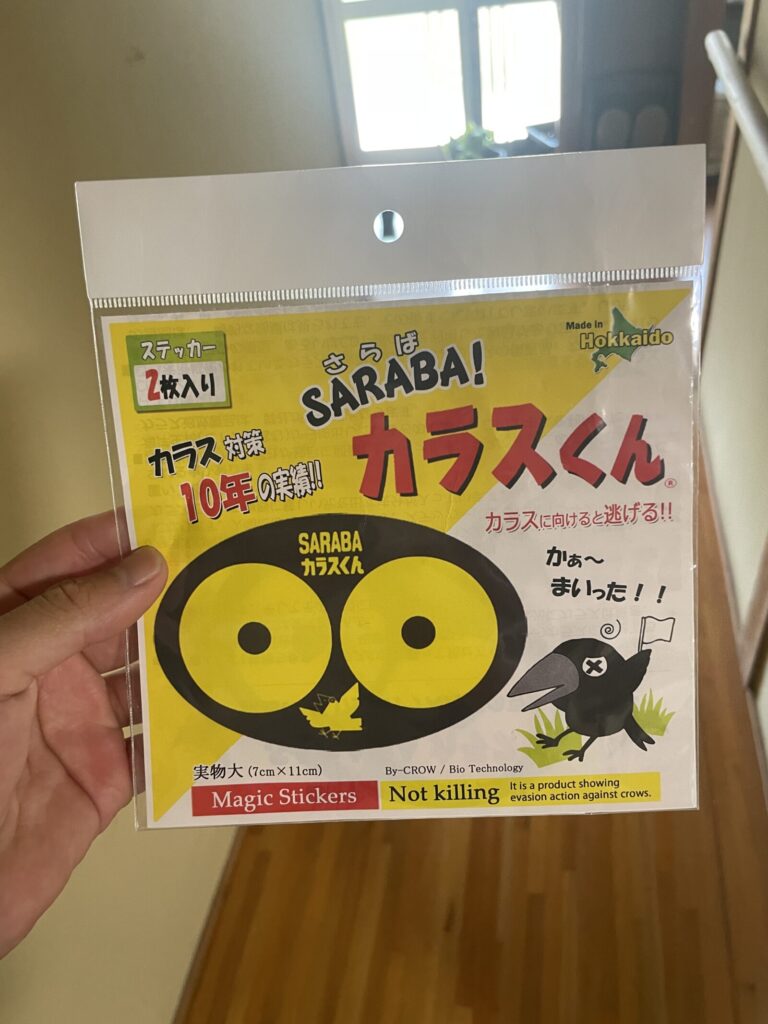 ステッカー
2枚入り
さらば
SARABA!
Made in
Hokkaido
カラス対策
10年の実績!!
カラスくん®
カラスに向けると逃げる!!
SARABA
カラスくん
かぁ〜
まいった！！
実物大 (7cm×11cm)
By-CROW / Bio Technology
Magic Stickers
Not killing
It is a product showing
evasion action against crows.